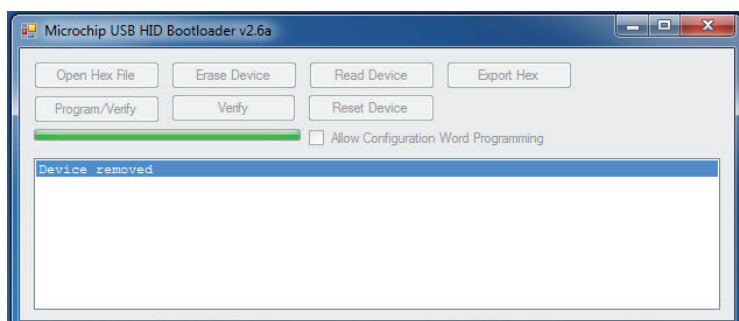 Microchip USB HID Bootloader v2.6a
Open Hex File Erase Device Read Device Export Hex
Program/Verify Verify Reset Device
Allow Configuration Word Programming
Device removed